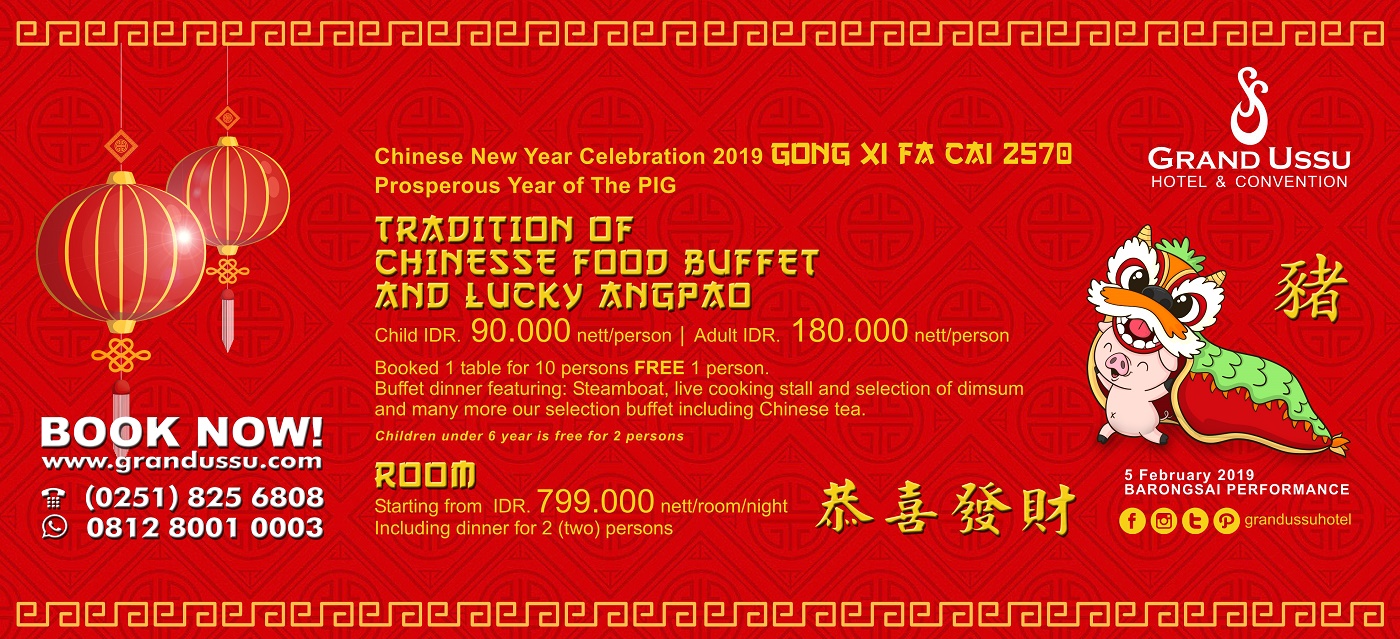 Chinese New Year Celebration 2019 GONG XI FA CAI 2570
Prosperous Year of The PIG
TRADITION OF
CHINESSE FOOD BUFFET
AND LUCKY ANGPAO
Child IDR. 90.000 nett/person | Adult IDR. 180.000 nett/person
Booked 1 table for 10 persons FREE 1 person.
Buffet dinner featuring: Steamboat, live cooking stall and selection of dimsum
and many more our selection buffet including Chinese tea.
Children under 6 year is free for 2 persons
ROOM
Starting from IDR. 799.000 nett/room/night
Including dinner for 2 (two) persons
恭喜發財
BOOK NOW!
www.grandussu.com
(0251) 825 6808
0812 8001 0003
GRAND USSU
HOTEL & CONVENTION
豬
5 February 2019
BARONGSAI PERFORMANCE
grandussuhotel